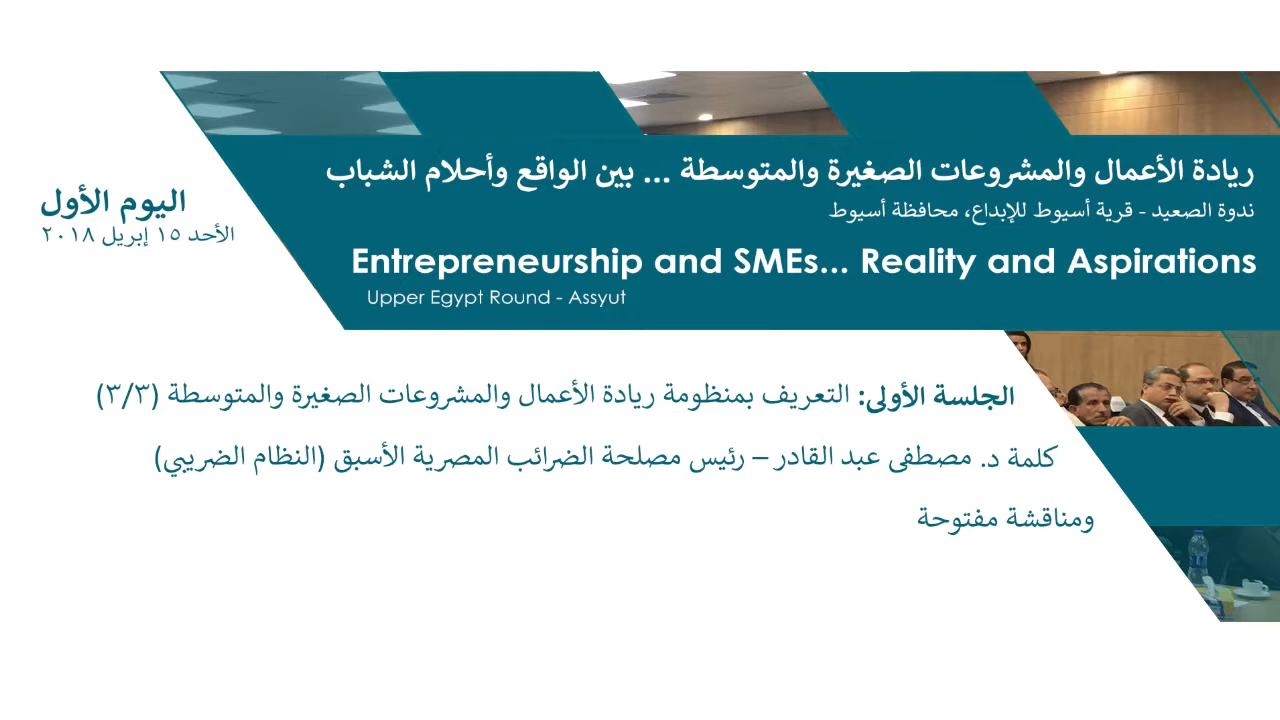 ريادة الأعمال والمشروعات الصغيرة والمتوسطة ... بين الواقع وأحلام الشباب
ندوة الصعيد - قرية أسيوط للإبداع، محافظة أسيوط
Entrepreneurship and SMEs... Reality and Aspirations
Upper Egypt Round - Assyut
اليوم الأول
الأحد ١٥ إبريل ٢٠١٨
الجلسة الأولى: التعريف بمنظومة ريادة الأعمال والمشروعات الصغيرة والمتوسطة (٣/٣)
كلمة د. مصطفى عبد القادر – رئيس مصلحة الضرائب المصرية الأسبق (النظام الضريبي)
ومناقشة مفتوحة